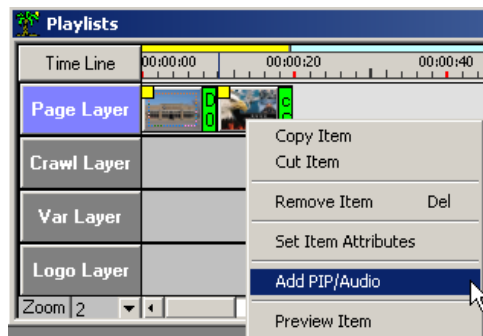 Playlists
Time Line 00:00:00 00:00:20 00:00:40
Page Layer
Crawl Layer
Var Layer
Logo Layer
Zoom 2
Copy Item
Cut Item
Remove Item Del
Set Item Attributes
Add PIP/Audio
Preview Item